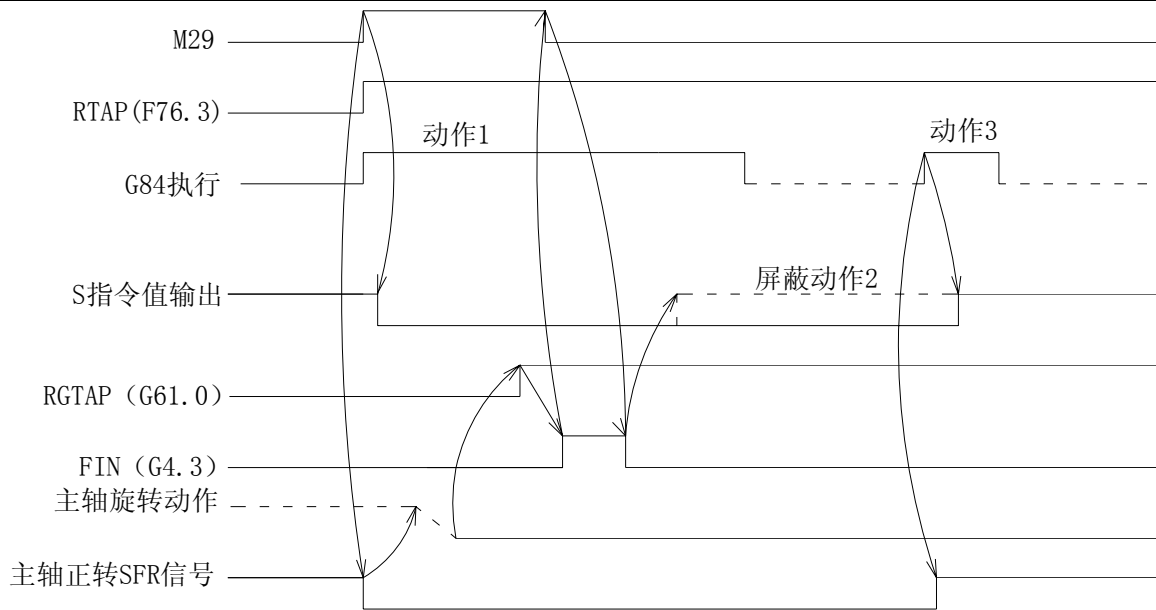 M29
RTAP(F76.3)
动作1
动作3
G84执行
屏蔽动作2
S指令值输出
RGTAP（G61.0）
FIN（G4.3）
主轴旋转动作
主轴正转SFR信号